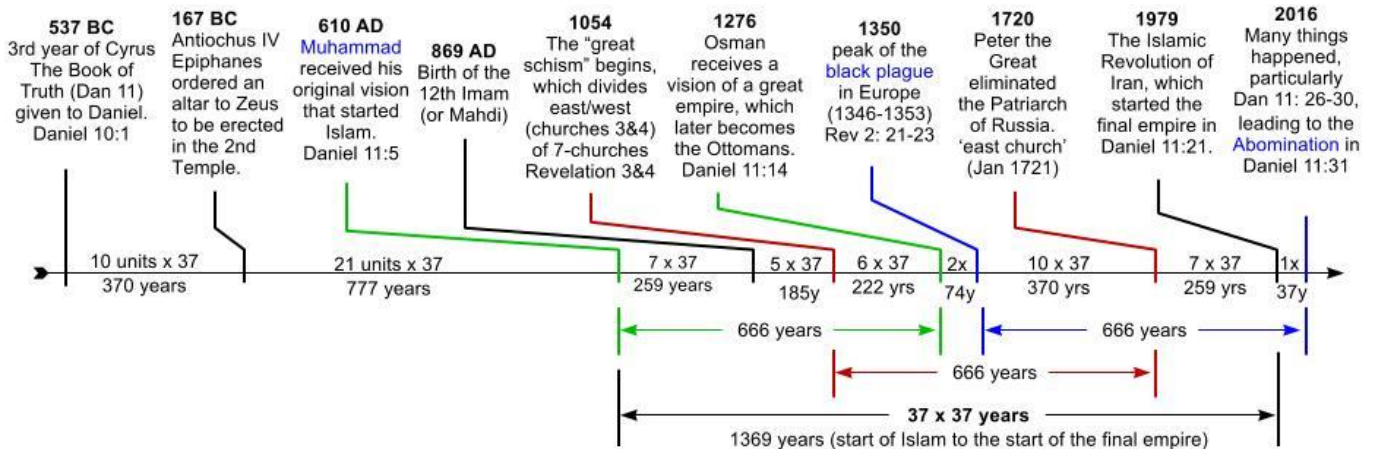 537 BC
3rd year of Cyrus
The Book of
Truth (Dan 11)
given to Daniel.
Daniel 10:1
167 BC
Antiochus IV
Epiphanes
ordered an
altar to Zeus
to be erected
in the 2nd
Temple.
610 AD
Muhammad
received his
original vision
that started
Islam.
Daniel 11:5
869 AD
Birth of the
12th Imam
(or Mahdi)
1054
The “great
schism” begins,
which divides
east/west
(churches 3&4)
of 7-churches
Revelation 3&4
1276
Osman
receives a
vision of a great
empire, which
later becomes
the Ottomans.
Daniel 11:14
1350
peak of the
black plague
in Europe
(1346-1353)
Rev 2: 21-23
1720
Peter the
Great
eliminated
the Patriarch
of Russia.
‘east church’
(Jan 1721)
1979
The Islamic
Revolution of
Iran, which
started the
final empire in
Daniel 11:21.
2016
Many things
happened,
particularly
Dan 11: 26-30,
leading to the
Abomination in
Daniel 11:31
10 units x 37
370 years
21 units x 37
777 years
7 x 37
259 years
5 x 37
185y
6 x 37
222 yrs
2x
74y
10 x 37
370 yrs
7 x 37
259 yrs
1x
37y
666 years
666 years
666 years
37 x 37 years
1369 years (start of Islam to the start of the final empire)